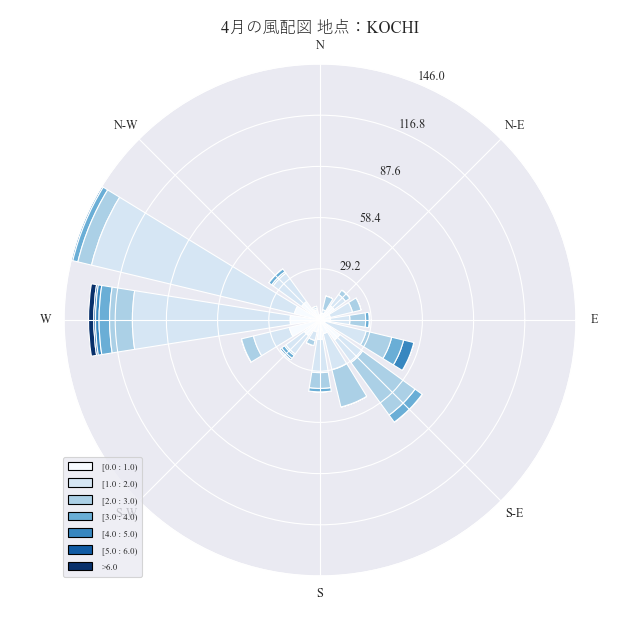 4月の風配図 地点：KOCHI
N
146.0
N-W
N-E
116.8
87.6
58.4
29.2
W
E
[0.0 : 1.0)
[1.0 : 2.0)
[2.0 : 3.0)
S-W
S-E
[3.0 : 4.0)
[4.0 : 5.0)
[5.0 : 6.0)
>6.0
S